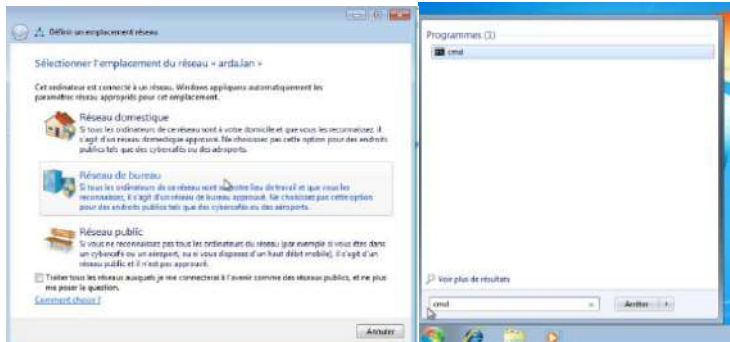 Définir un emplacement réseau
Sélectionner l'emplacement du réseau « arda.lan »
Cet ordinateur est connecté à un réseau. Windows appliquera automatiquement les
paramètres réseau appropriés pour cet emplacement.
Réseau domestique
Si tous les ordinateurs de ce réseau sont à votre domicile et que vous les reconnaissez, il
s'agit d'un réseau domestique approuvé. Ne choisissez pas cette option pour des endroits
publics tels que des cybercafés ou des aéroports.
Réseau de bureau
Si tous les ordinateurs de ce réseau sont sur votre lieu de travail et que vous les
reconnaissez, il s'agit d'un réseau de bureau approuvé. Ne choisissez pas cette option
pour des endroits publics tels que des cybercafés ou des aéroports.
Réseau public
Si vous ne reconnaissez pas tous les ordinateurs du réseau (par exemple si vous êtes dans
un cybercafé ou un aéroport, ou si vous disposez d'un haut débit mobile), il s'agit d'un
réseau public et il n'est pas approuvé.
Traiter tous les réseaux auxquels je me connecterai à l'avenir comme des réseaux publics, et ne plus
me poser la question.
Comment choisir ?
Annuler
Programmes (1)
cmd
Voir plus de résultats
cmd
Arrêter